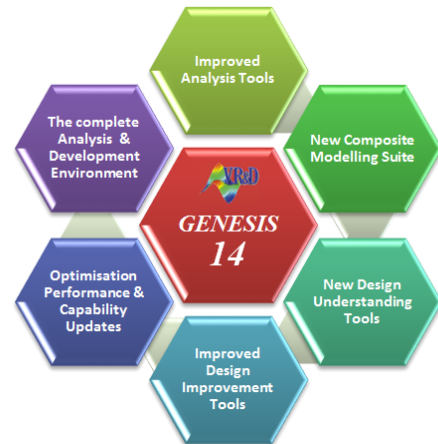 Improved
Analysis Tools
The complete
Analysis &
Development
Environment
New Composite
Modelling Suite
VR&D
GENESIS
14
Optimisation
Performance &
Capability
Updates
New Design
Understanding
Tools
Improved
Design
Improvement
Tools